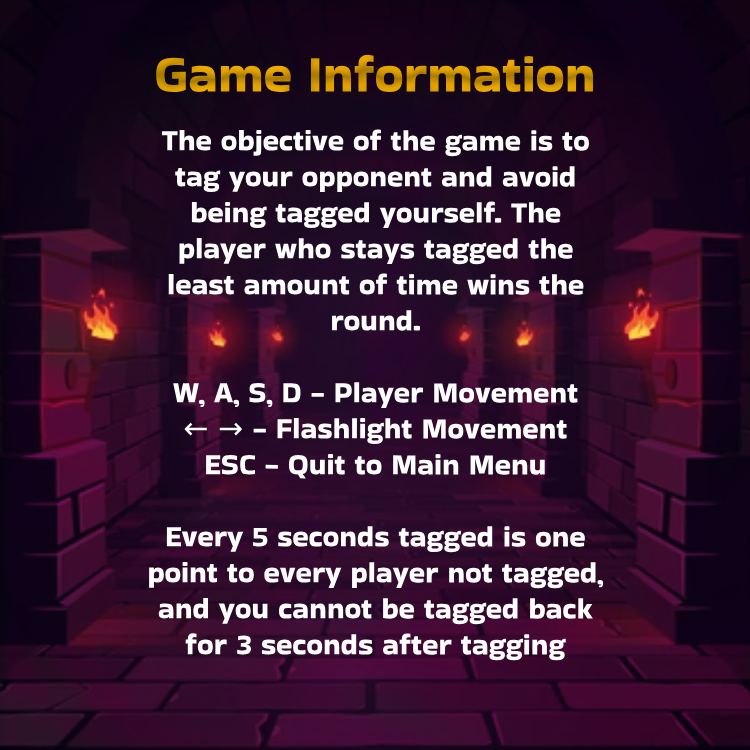 Game Information
The objective of the game is to
tag your opponent and avoid
being tagged yourself. The
player who stays tagged the
least amount of time wins the
round.
W, A, S, D – Player Movement
← → – Flashlight Movement
ESC – Quit to Main Menu
Every 5 seconds tagged is one
point to every player not tagged,
and you cannot be tagged back
for 3 seconds after tagging